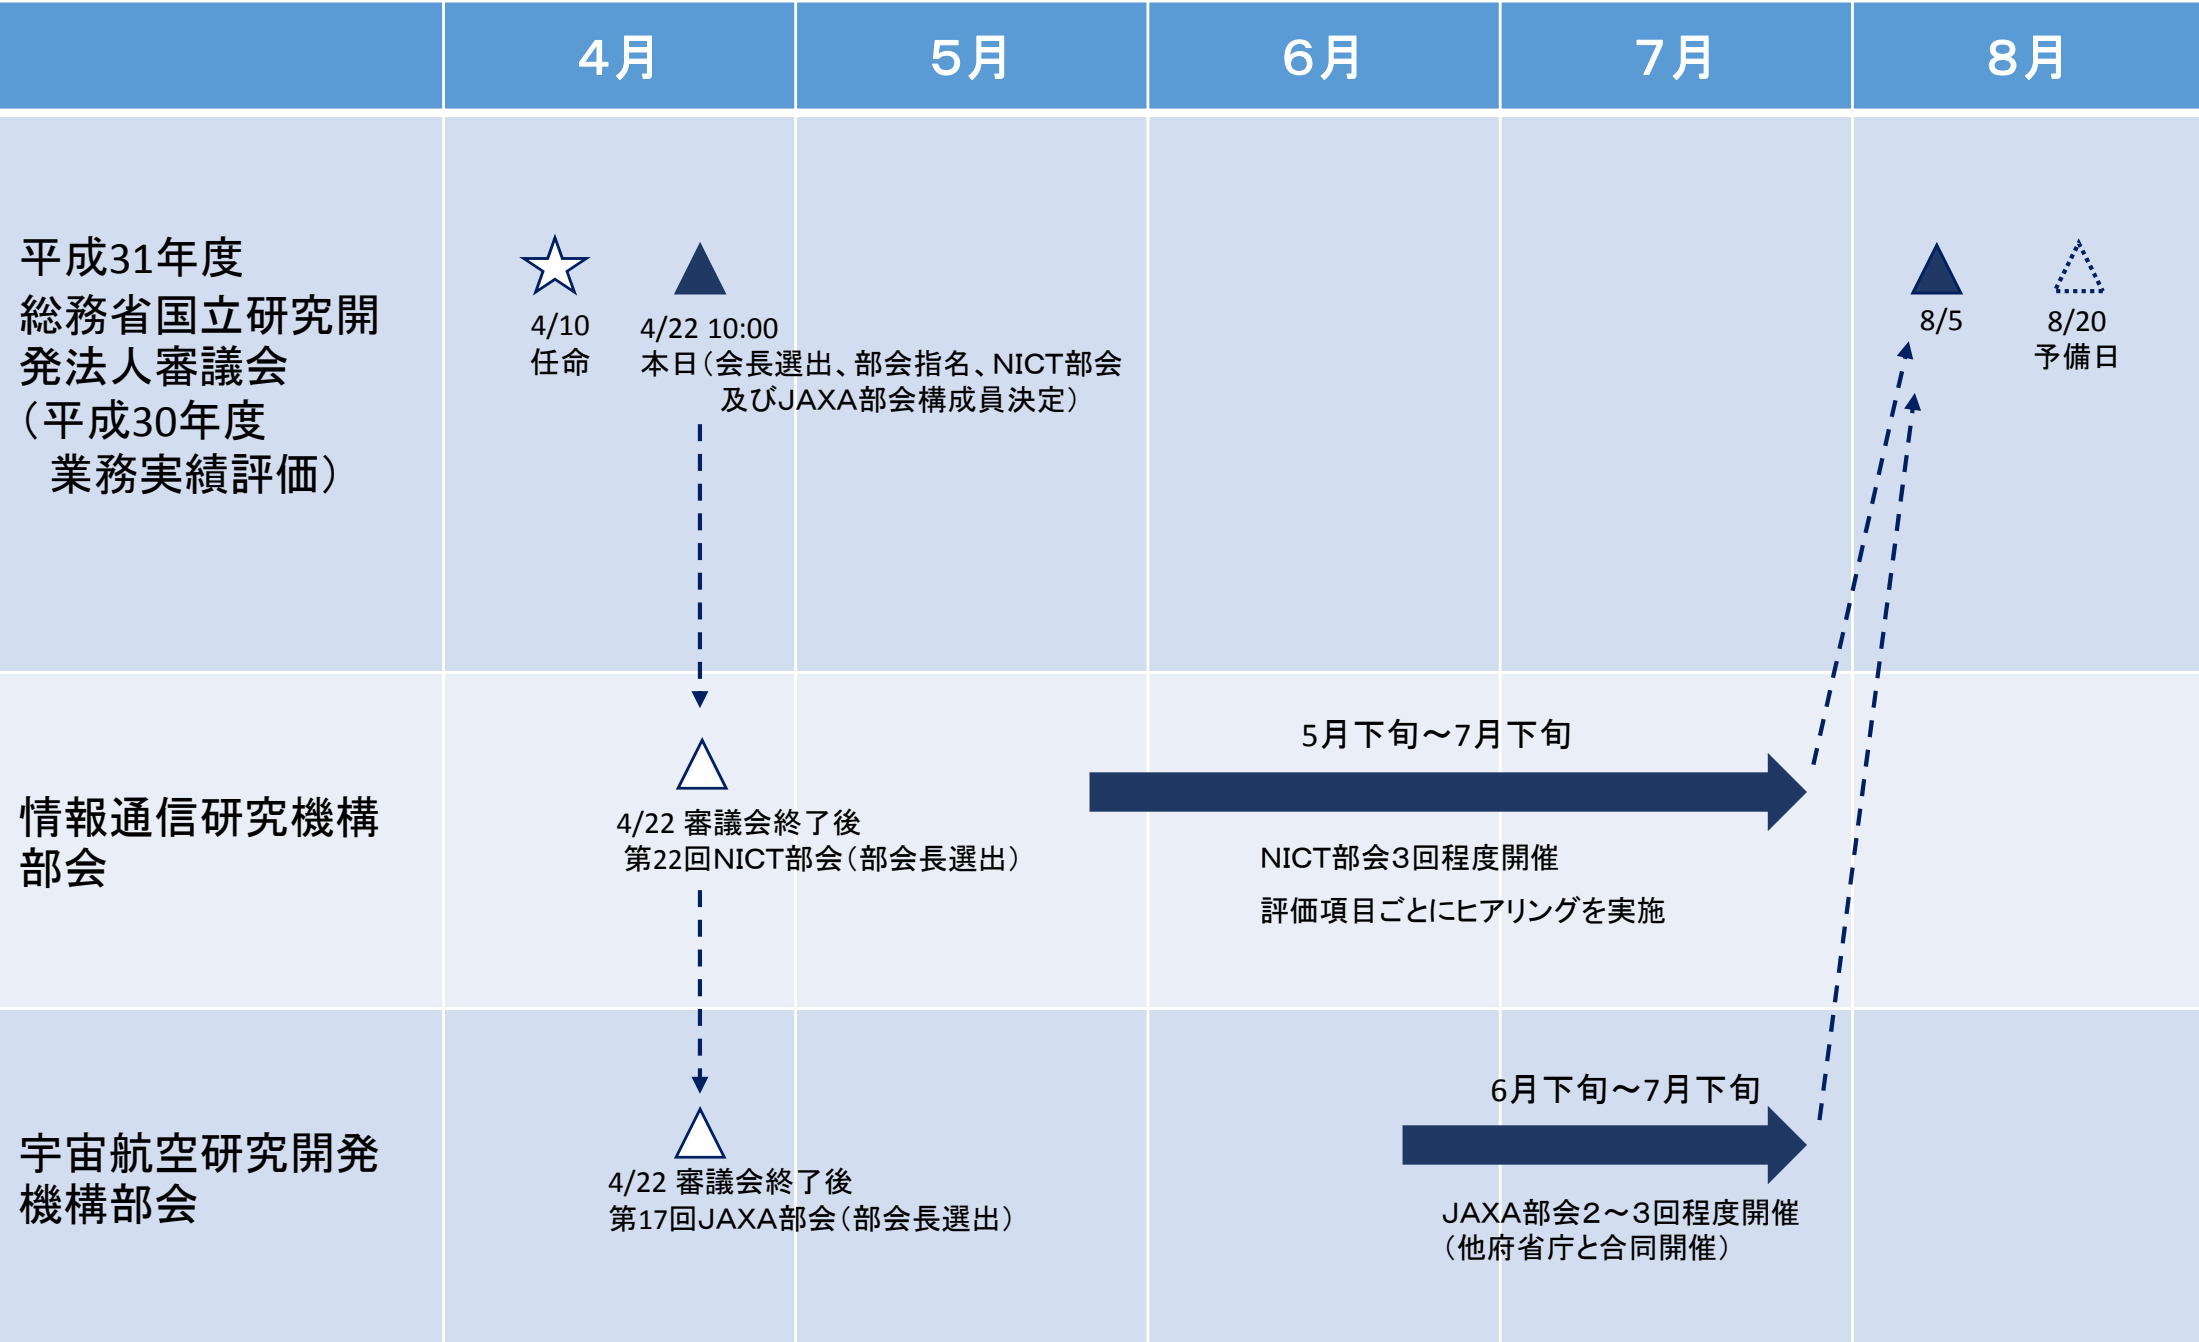 4月
5月
6月
7月
8月
平成31年度
総務省国立研究開
発法人審議会
（平成30年度
業務実績評価）
4/10
任命
4/22 10:00
本日（会長選出、部会指名、NICT部会
及びJAXA部会構成員決定）
8/5
8/20
予備日
情報通信研究機構
部会
4/22 審議会終了後
第22回NICT部会（部会長選出）
5月下旬～7月下旬
NICT部会３回程度開催
評価項目ごとにヒアリングを実施
宇宙航空研究開発
機構部会
4/22 審議会終了後
第17回JAXA部会（部会長選出）
6月下旬～7月下旬
JAXA部会２～３回程度開催
（他府省庁と合同開催）